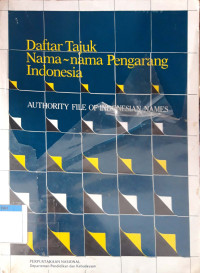 Daftar Tajuk
Nama~nama Pengarang
Indonesia
AUTHORITY FILE OF INDONESIAN NAMES
PERPUSTAKAAN NASIONAL
Departemen Pendidikan dan Kebudayaan